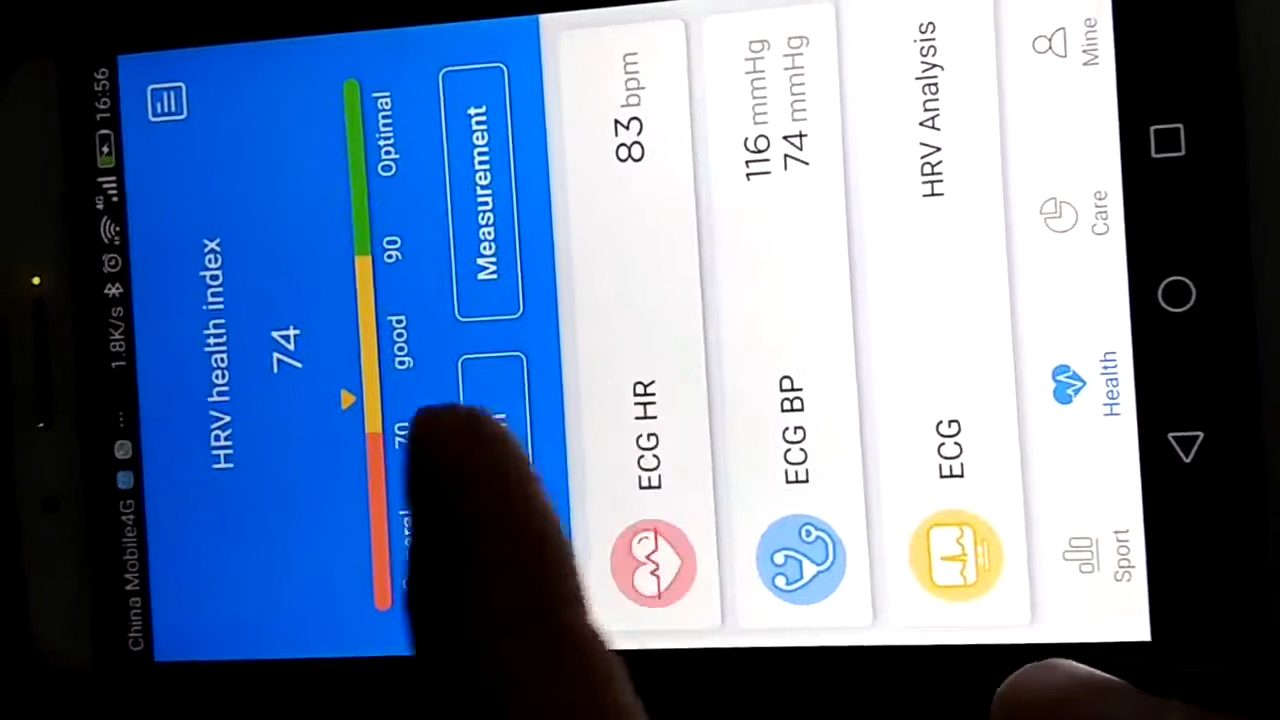 China Mobile4G ... 1.8K/s 4G 16:56
HRV health index
74
70 good 90 Optimal
Measurement
ECG HR 83 bpm
ECG BP 116 mmHg
74 mmHg
ECG HRV Analysis
Sport Health Care Mine